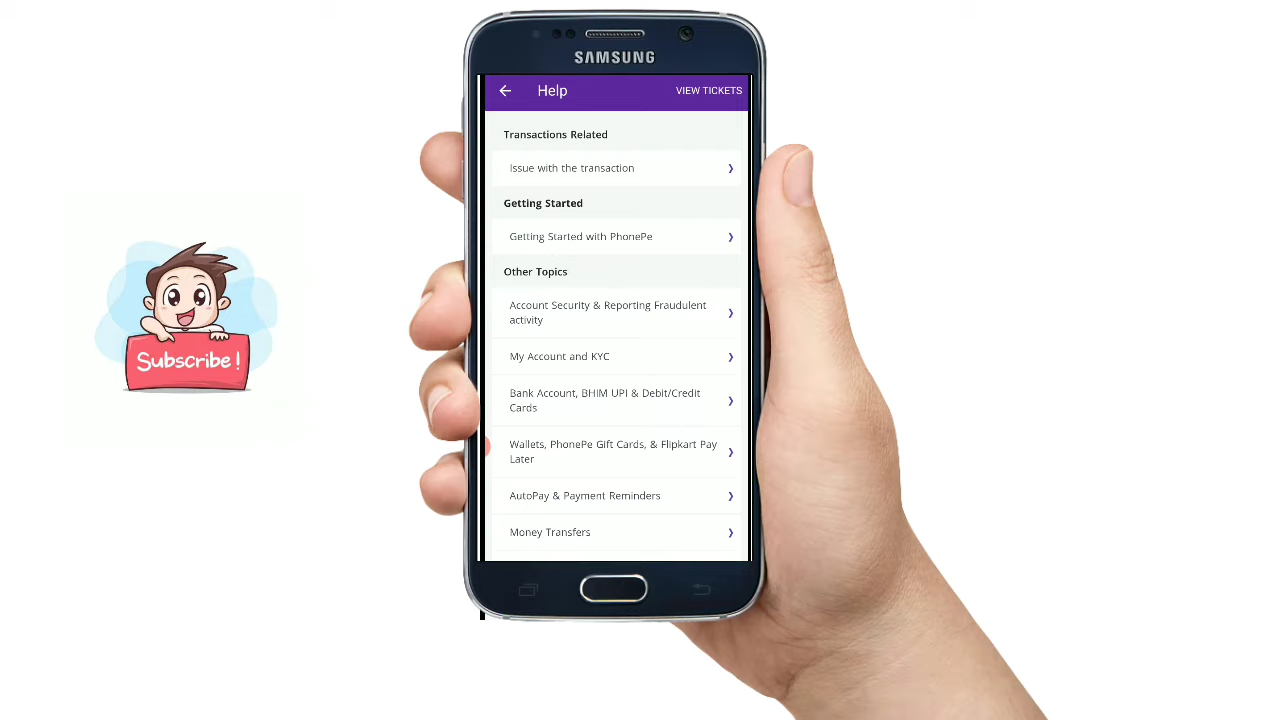 SAMSUNG
Help
VIEW TICKETS
Transactions Related
Issue with the transaction
Getting Started
Getting Started with PhonePe
Other Topics
Account Security & Reporting Fraudulent
activity
My Account and KYC
Bank Account, BHIM UPI & Debit/Credit
Cards
Wallets, PhonePe Gift Cards, & Flipkart Pay
Later
AutoPay & Payment Reminders
Money Transfers
Subscribe !